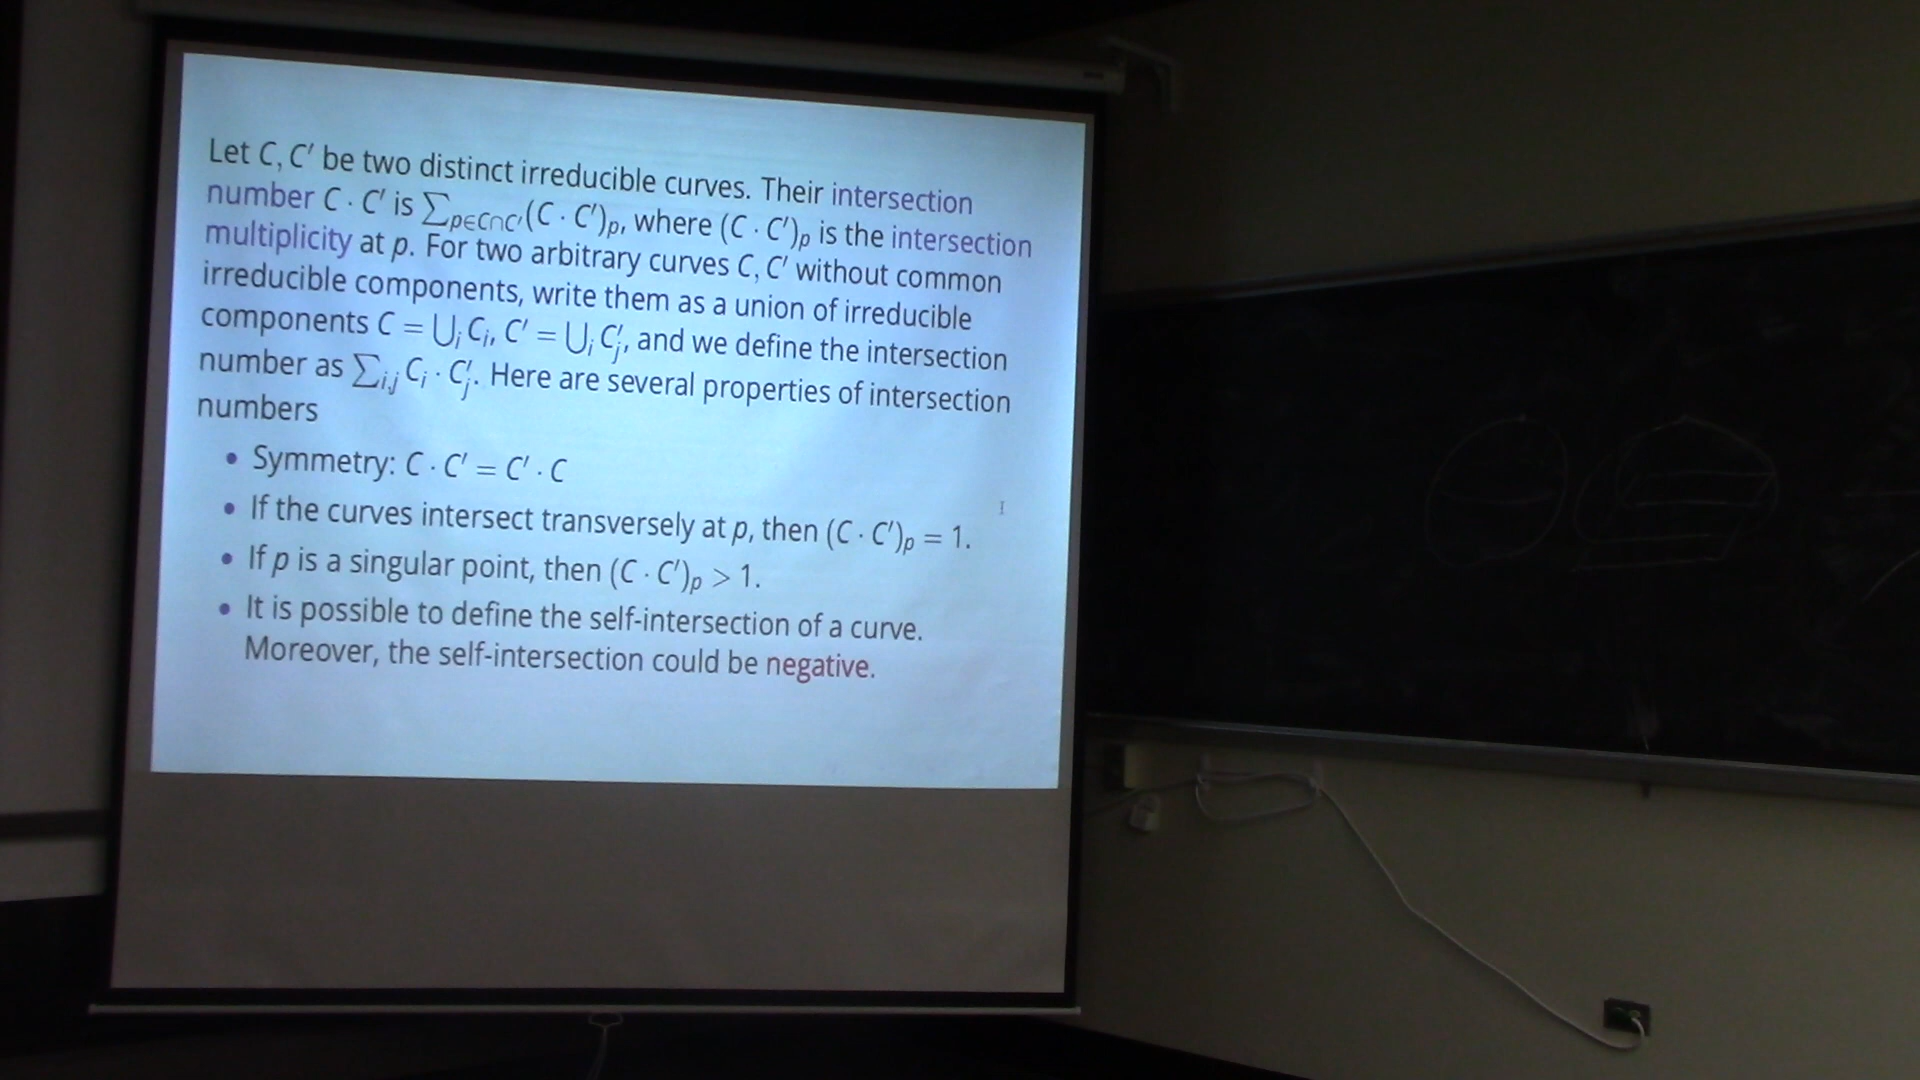 Let C, C′ be two distinct irreducible curves. Their intersection
number C · C′ is ∑p∈C∩C′(C · C′)p, where (C · C′)p is the intersection
multiplicity at p. For two arbitrary curves C, C′ without common
irreducible components, write them as a union of irreducible
components C = ⋃i Ci, C′ = ⋃i C′j, and we define the intersection
number as ∑i,j Ci · C′j. Here are several properties of intersection
numbers
• Symmetry: C · C′ = C′ · C
• If the curves intersect transversely at p, then (C · C′)p = 1.
• If p is a singular point, then (C · C′)p > 1.
• It is possible to define the self-intersection of a curve.
Moreover, the self-intersection could be negative.